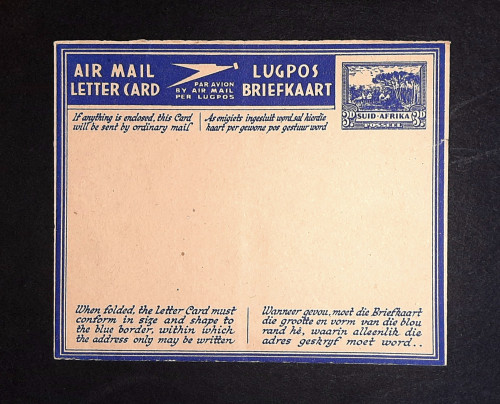 AIR MAIL
LETTER CARD
PAR AVION
BY AIR MAIL
PER LUGPOS
LUGPOS
BRIEFKAART
SUID-AFRIKA
3D 3D
POSSEËL
If anything is enclosed, this Card
will be sent by ordinary mail
As enigiets ingesluit word, sal hierdie
kaart per gewone pos gestuur word
When folded, the Letter Card must
conform in size and shape to
the blue border, within which
the address only may be written
Wanneer gevou, moet die Briefkaart
die grootte en vorm van die blou
rand hê, waarin alleenlik die
adres geskryf moet word..